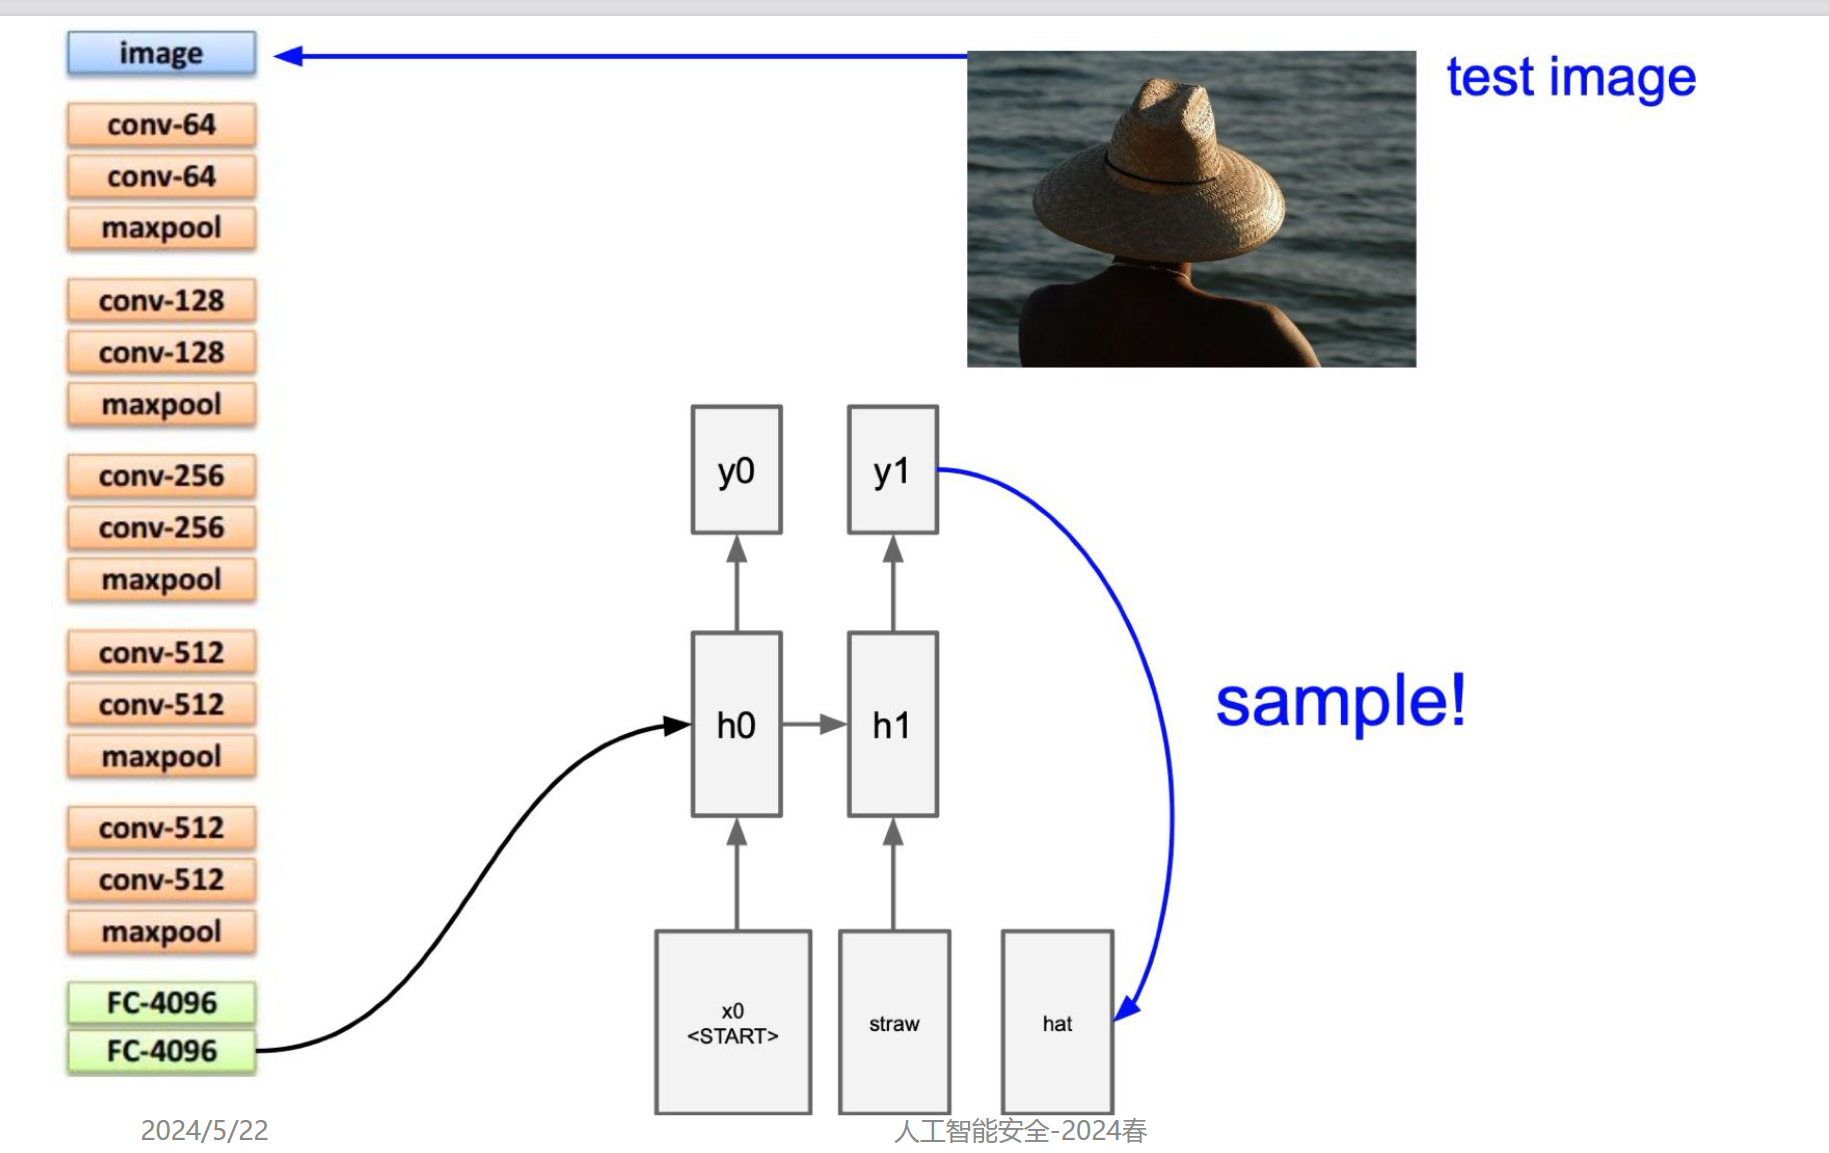 image
test image
conv-64
conv-64
maxpool
conv-128
conv-128
maxpool
conv-256
conv-256
maxpool
conv-512
conv-512
maxpool
conv-512
conv-512
maxpool
FC-4096
FC-4096
y0
y1
h0
h1
sample!
x0
<START>
straw
hat
2024/5/22
人工智能安全-2024春